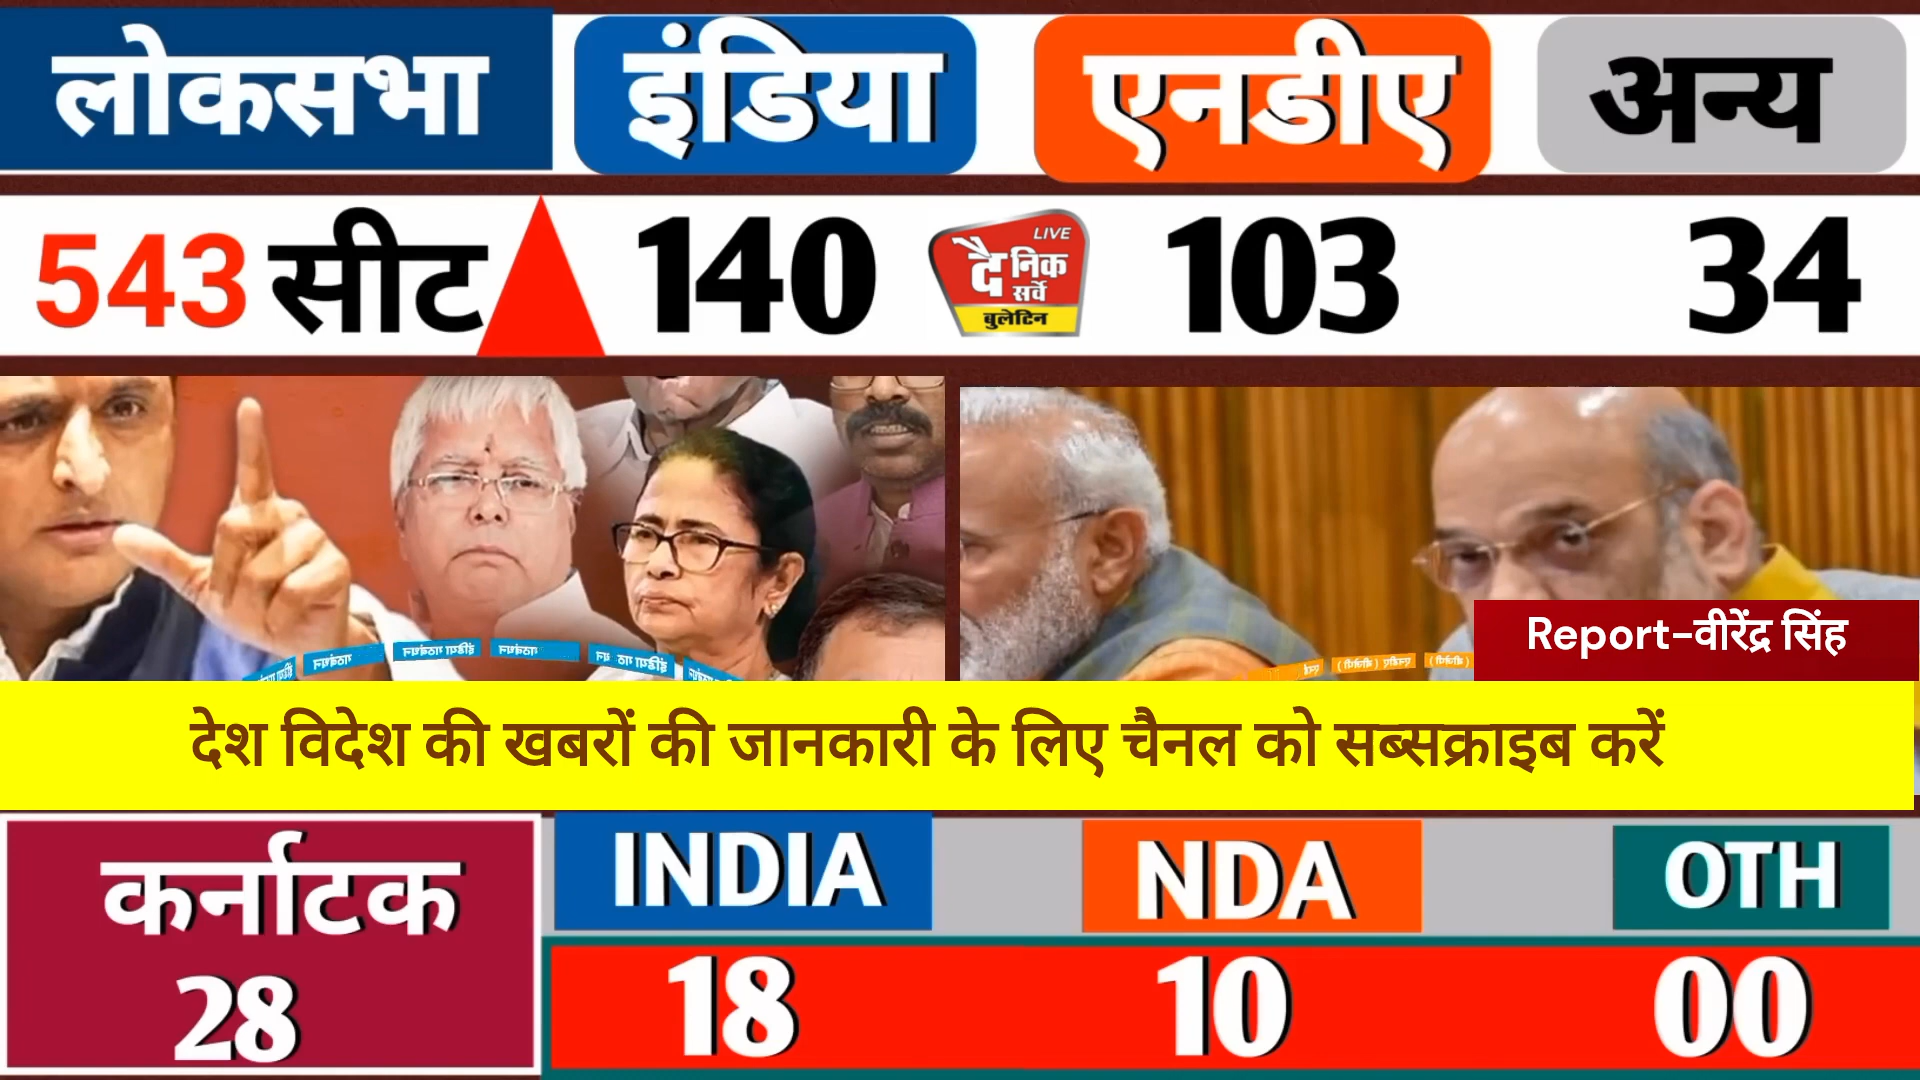 लोकसभा इंडिया एनडीए अन्य
543 सीट 140 103 34
LIVE
दैनिक
सर्वे
बुलेटिन
Report-वीरेंद्र सिंह
देश विदेश की खबरों की जानकारी के लिए चैनल को सब्सक्राइब करें
कर्नाटक INDIA NDA OTH
28 18 10 00